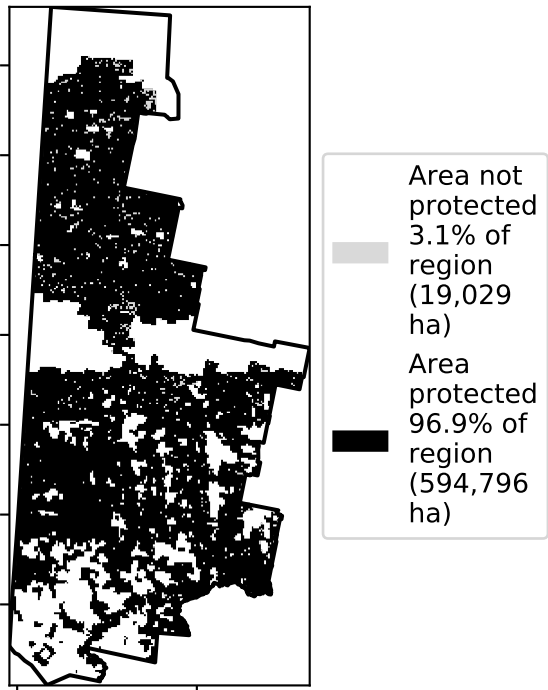 Area not
protected
3.1% of
region
(19,029
ha)
Area
protected
96.9% of
region
(594,796
ha)